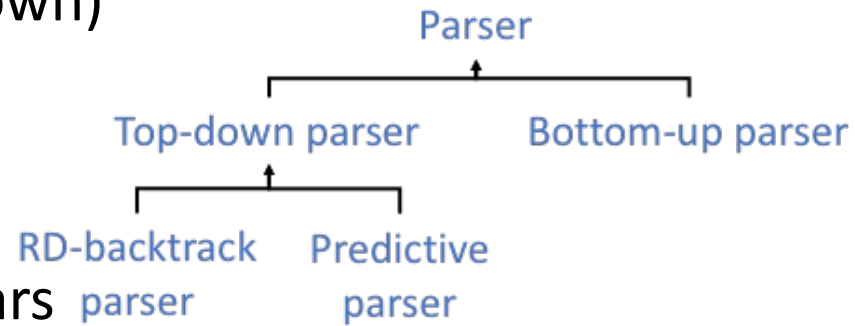 Parser
Top-down parser Bottom-up parser
RD-backtrack Predictive
parser parser